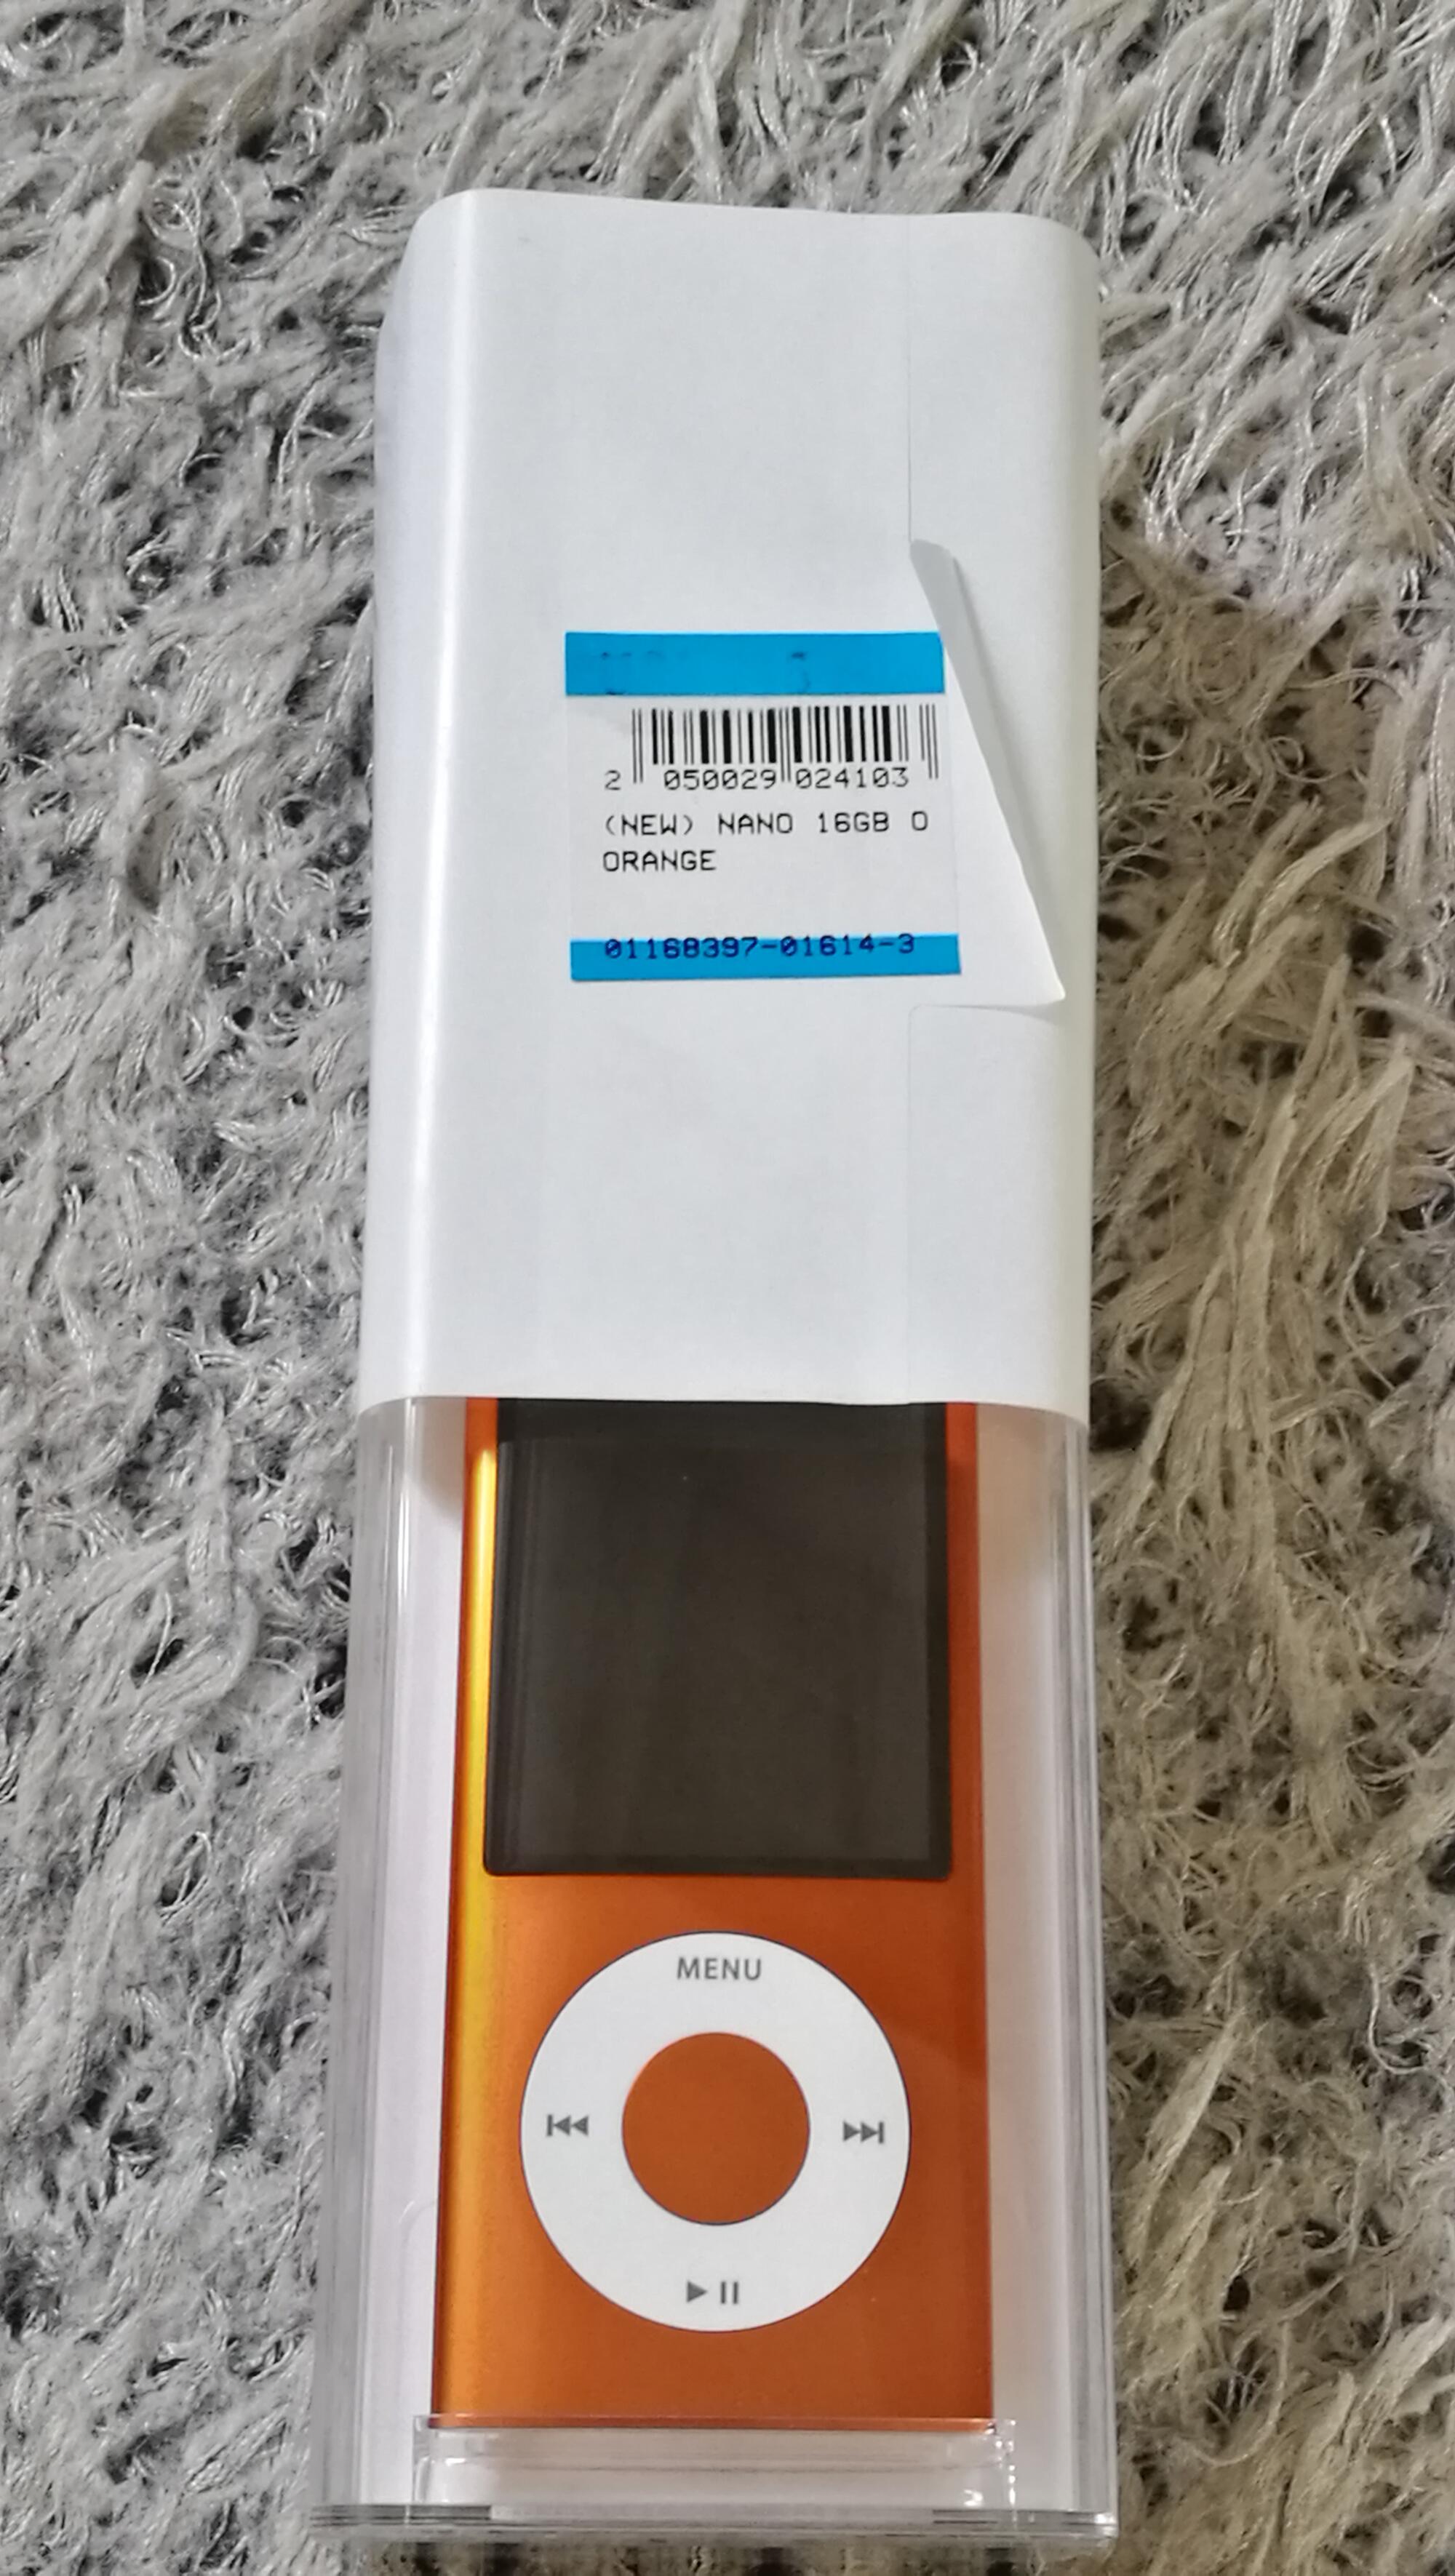 2 050029 024103
(NEW) NANO 16GB O
ORANGE
01168397-01614-3
MENU